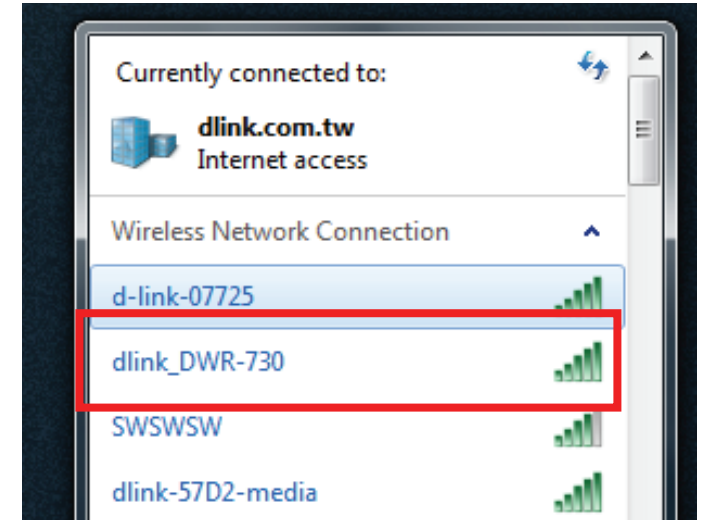 Currently connected to:
dlink.com.tw
Internet access
Wireless Network Connection
d-link-07725
dlink_DWR-730
SWSWSW
dlink-57D2-media